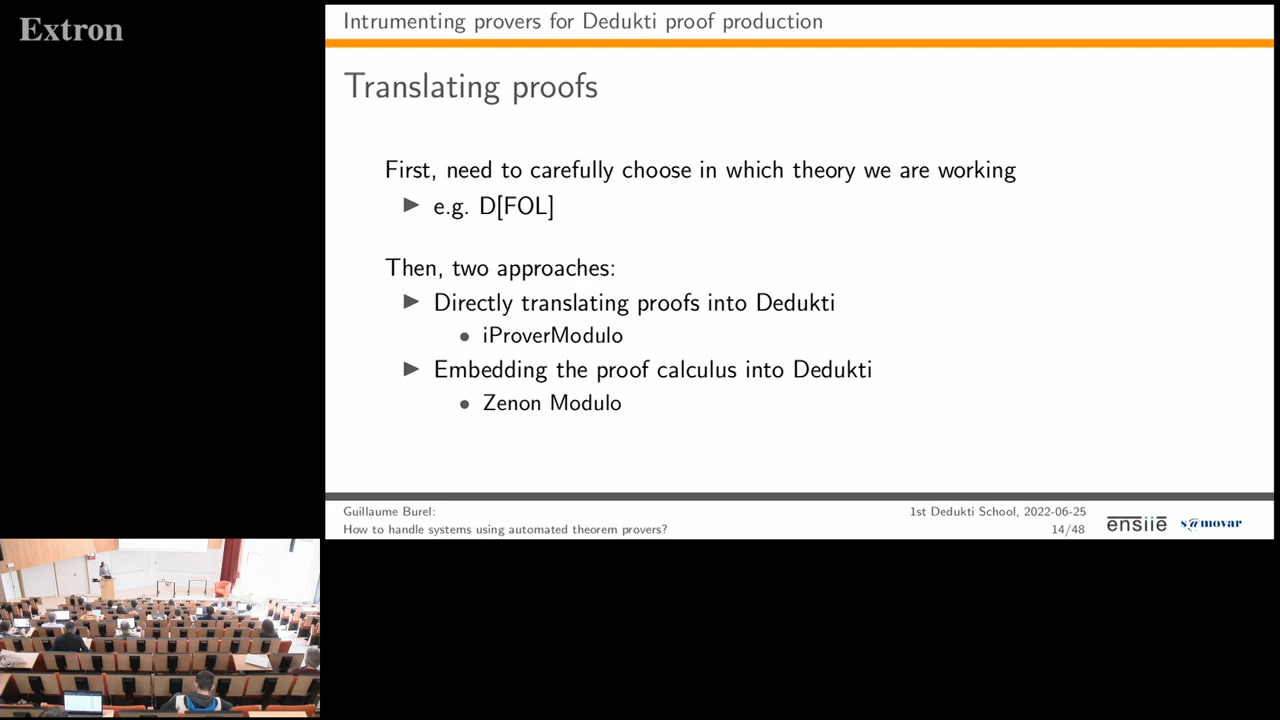 Extron
Intrumenting provers for Dedukti proof production
Translating proofs
First, need to carefully choose in which theory we are working
▶ e.g. D[FOL]
Then, two approaches:
▶ Directly translating proofs into Dedukti
• iProverModulo
▶ Embedding the proof calculus into Dedukti
• Zenon Modulo
Guillaume Burel:
How to handle systems using automated theorem provers?
1st Dedukti School, 2022-06-25
14/48
ensiie
s@movar